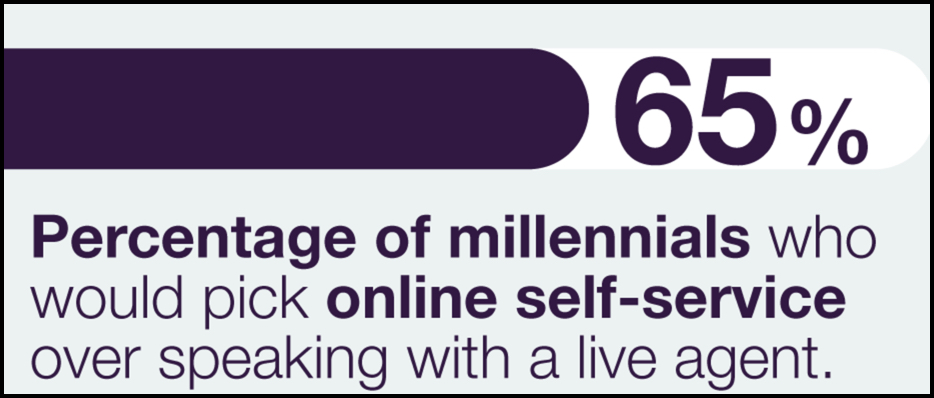 65%
Percentage of millennials who
would pick online self-service
over speaking with a live agent.